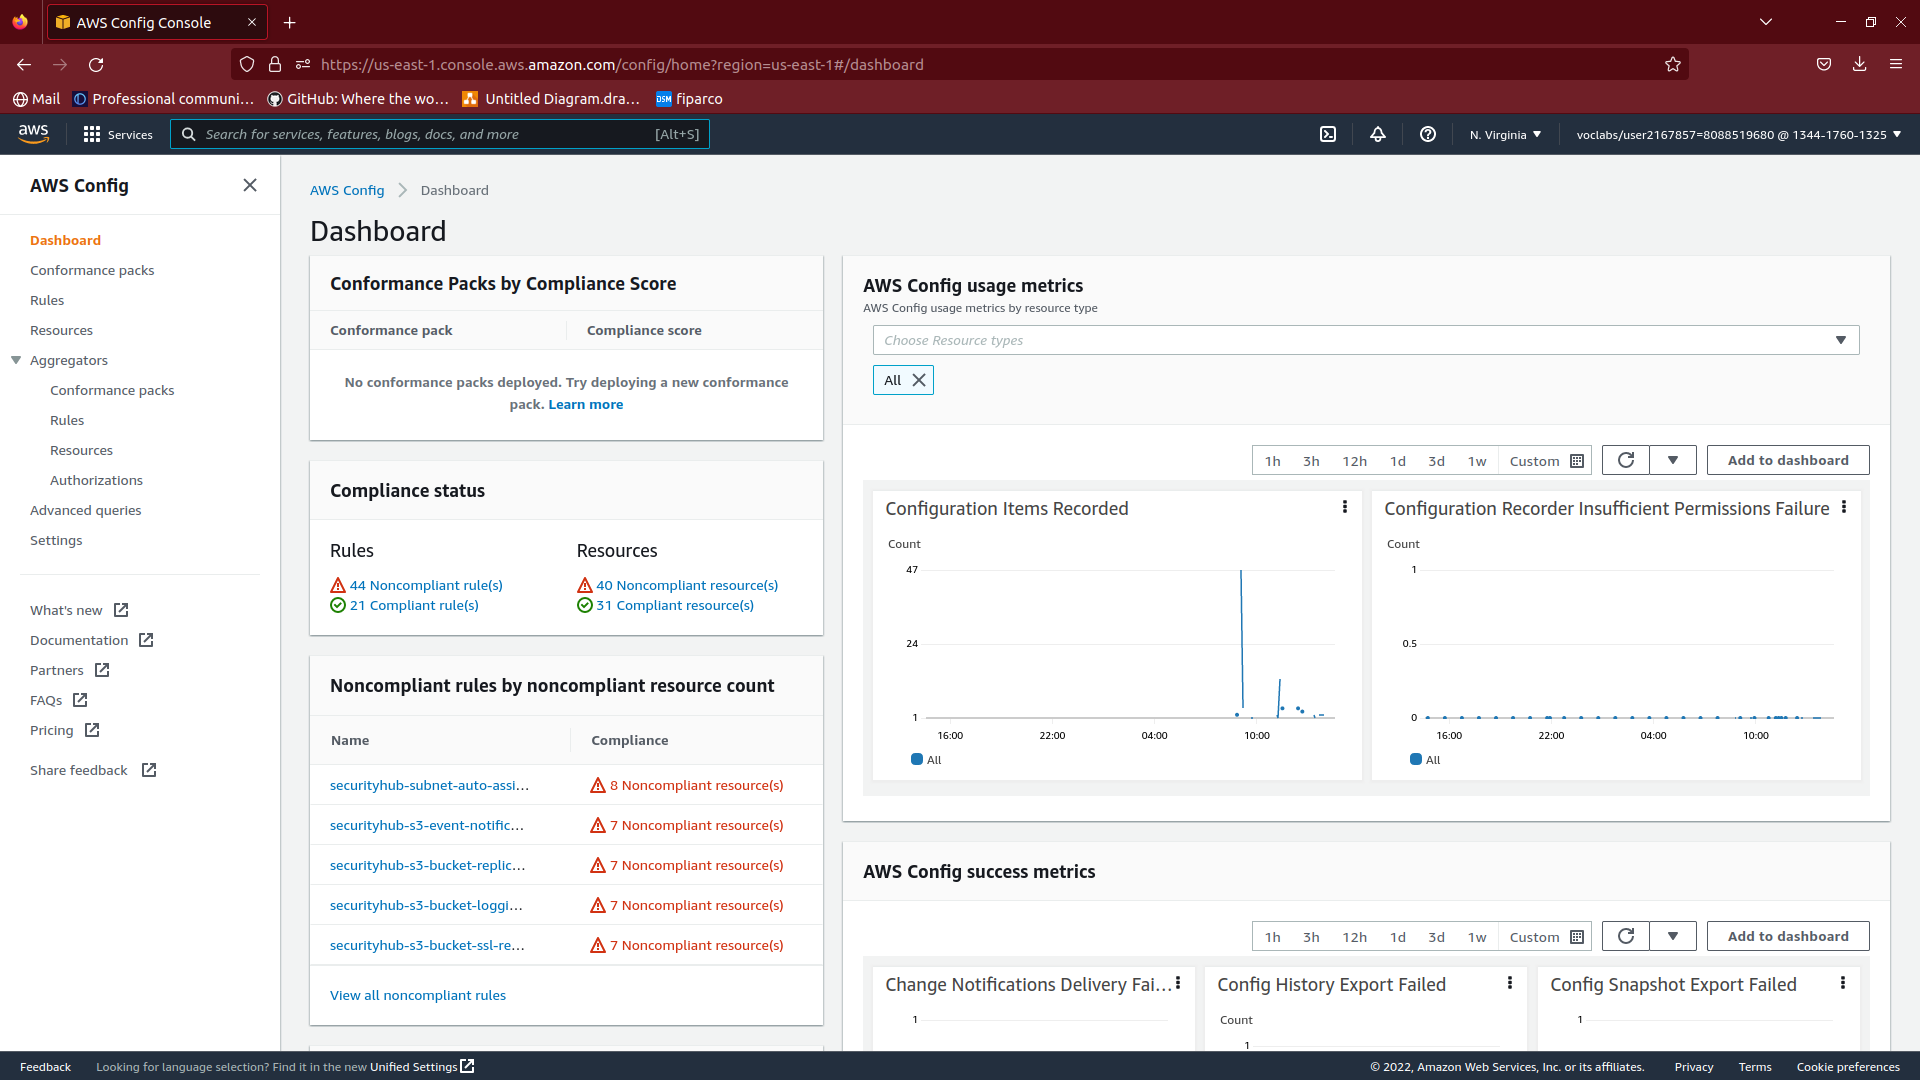 AWS Config Console
https://us-east-1.console.aws.amazon.com/config/home?region=us-east-1#/dashboard
Mail
Professional communi...
GitHub: Where the wo...
Untitled Diagram.dra...
DSM fiparco
aws
Services
Search for services, features, blogs, docs, and more [Alt+S]
N. Virginia
voclabs/user2167857=8088519680 @ 1344-1760-1325
AWS Config
Dashboard
Conformance packs
Rules
Resources
Aggregators
Conformance packs
Rules
Resources
Authorizations
Advanced queries
Settings
What's new
Documentation
Partners
FAQs
Pricing
Share feedback
AWS Config
Dashboard
Dashboard
Conformance Packs by Compliance Score
Conformance pack Compliance score
No conformance packs deployed. Try deploying a new conformance
pack. Learn more
Compliance status
Rules
44 Noncompliant rule(s)
21 Compliant rule(s)
Resources
40 Noncompliant resource(s)
31 Compliant resource(s)
Noncompliant rules by noncompliant resource count
Name Compliance
securityhub-subnet-auto-assi... 8 Noncompliant resource(s)
securityhub-s3-event-notific... 7 Noncompliant resource(s)
securityhub-s3-bucket-replic... 7 Noncompliant resource(s)
securityhub-s3-bucket-loggi... 7 Noncompliant resource(s)
securityhub-s3-bucket-ssl-re... 7 Noncompliant resource(s)
View all noncompliant rules
AWS Config usage metrics
AWS Config usage metrics by resource type
Choose Resource types
All
1h 3h 12h 1d 3d 1w Custom
Add to dashboard
Configuration Items Recorded
Count
47
24
1
16:00 22:00 04:00 10:00
All
Configuration Recorder Insufficient Permissions Failure
Count
1
0.5
0
16:00 22:00 04:00 10:00
All
AWS Config success metrics
1h 3h 12h 1d 3d 1w Custom
Add to dashboard
Change Notifications Delivery Fai...
1
Config History Export Failed
Count
1
Config Snapshot Export Failed
1
Feedback
Looking for language selection? Find it in the new Unified Settings
© 2022, Amazon Web Services, Inc. or its affiliates.
Privacy
Terms
Cookie preferences